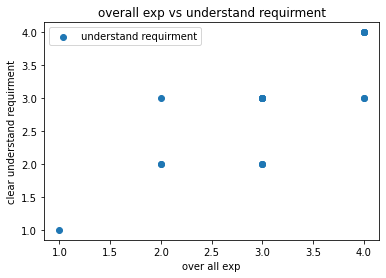 overall exp vs understand requirment
understand requirment
clear understand requirment
4.0
3.5
3.0
2.5
2.0
1.5
1.0
1.0 1.5 2.0 2.5 3.0 3.5 4.0
over all exp